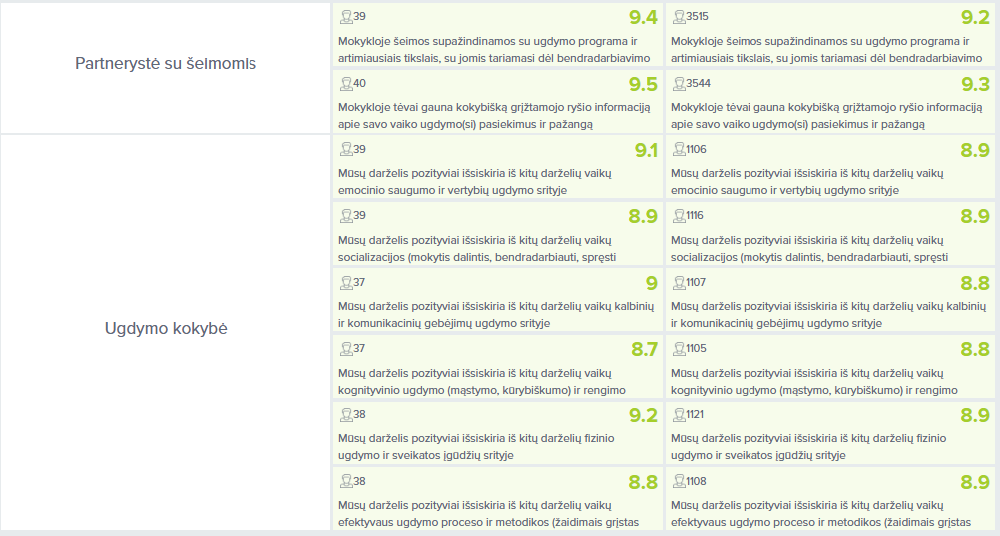 Partnerystė su šeimomis
39 9.4
Mokykloje šeimos supažindinamos su ugdymo programa ir
artimiausiais tikslais, su jomis tariamasi dėl bendradarbiavimo
3515 9.2
Mokykloje šeimos supažindinamos su ugdymo programa ir
artimiausiais tikslais, su jomis tariamasi dėl bendradarbiavimo
40 9.5
Mokykloje tėvai gauna kokybišką grįžtamojo ryšio informaciją
apie savo vaiko ugdymo(si) pasiekimus ir pažangą
3544 9.3
Mokykloje tėvai gauna kokybišką grįžtamojo ryšio informaciją
apie savo vaiko ugdymo(si) pasiekimus ir pažangą
Ugdymo kokybė
39 9.1
Mūsų darželis pozityviai išsiskiria iš kitų darželių vaikų
emocinio saugumo ir vertybių ugdymo srityje
1106 8.9
Mūsų darželis pozityviai išsiskiria iš kitų darželių vaikų
emocinio saugumo ir vertybių ugdymo srityje
39 8.9
Mūsų darželis pozityviai išsiskiria iš kitų darželių vaikų
socializacijos (mokytis dalintis, bendradarbiauti, spręsti
1116 8.9
Mūsų darželis pozityviai išsiskiria iš kitų darželių vaikų
socializacijos (mokytis dalintis, bendradarbiauti, spręsti
37 9
Mūsų darželis pozityviai išsiskiria iš kitų darželių vaikų kalbinių
ir komunikacinių gebėjimų ugdymo srityje
1107 8.8
Mūsų darželis pozityviai išsiskiria iš kitų darželių vaikų kalbinių
ir komunikacinių gebėjimų ugdymo srityje
37 8.7
Mūsų darželis pozityviai išsiskiria iš kitų darželių vaikų
kognityvinio ugdymo (mąstymo, kūrybiškumo) ir rengimo
1105 8.8
Mūsų darželis pozityviai išsiskiria iš kitų darželių vaikų
kognityvinio ugdymo (mąstymo, kūrybiškumo) ir rengimo
38 9.2
Mūsų darželis pozityviai išsiskiria iš kitų darželių fizinio
ugdymo ir sveikatos įgūdžių srityje
1121 8.9
Mūsų darželis pozityviai išsiskiria iš kitų darželių fizinio
ugdymo ir sveikatos įgūdžių srityje
38 8.8
Mūsų darželis pozityviai išsiskiria iš kitų darželių vaikų
efektyvaus ugdymo proceso ir metodikos (žaidimais grįstas
1108 8.9
Mūsų darželis pozityviai išsiskiria iš kitų darželių vaikų
efektyvaus ugdymo proceso ir metodikos (žaidimais grįstas